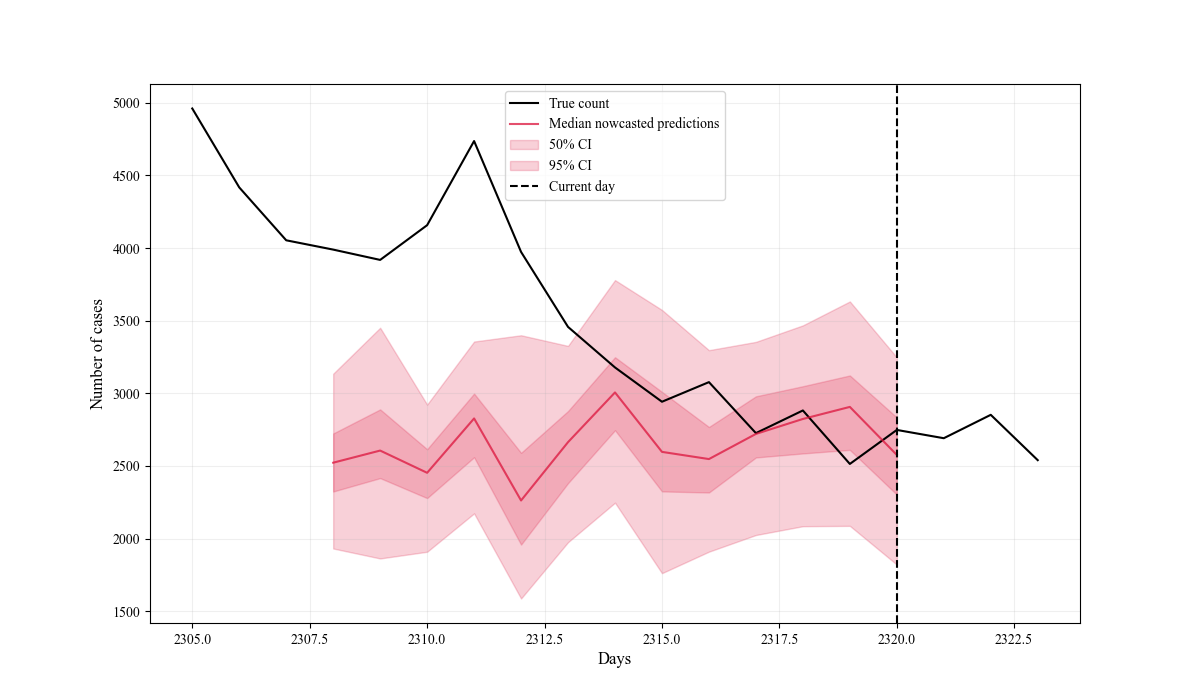 True count
Median nowcasted predictions
50% CI
95% CI
Current day
5000
4500
4000
3500
3000
2500
2000
1500
Number of cases
2305.0 2307.5 2310.0 2312.5 2315.0 2317.5 2320.0 2322.5
Days